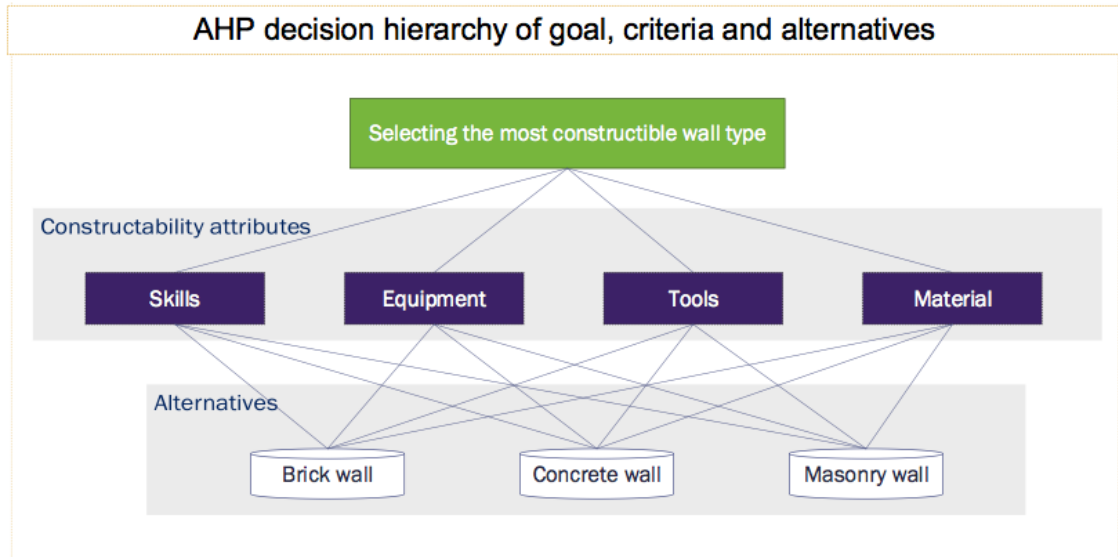 AHP decision hierarchy of goal, criteria and alternatives
Selecting the most constructible wall type
Constructability attributes
Skills
Equipment
Tools
Material
Alternatives
Brick wall
Concrete wall
Masonry wall